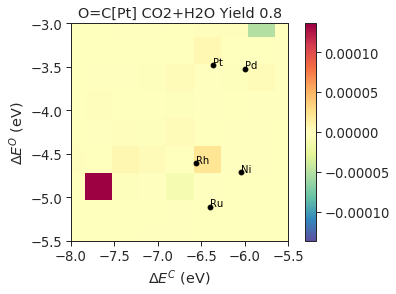 O=C[Pt] CO2+H2O Yield 0.8
−3.0
−3.5
−4.0
−4.5
−5.0
−5.5
ΔE^O (eV)
Pt
Pd
Rh
Ni
Ru
−8.0 −7.5 −7.0 −6.5 −6.0 −5.5
ΔE^C (eV)
0.00010
0.00005
0.00000
−0.00005
−0.00010